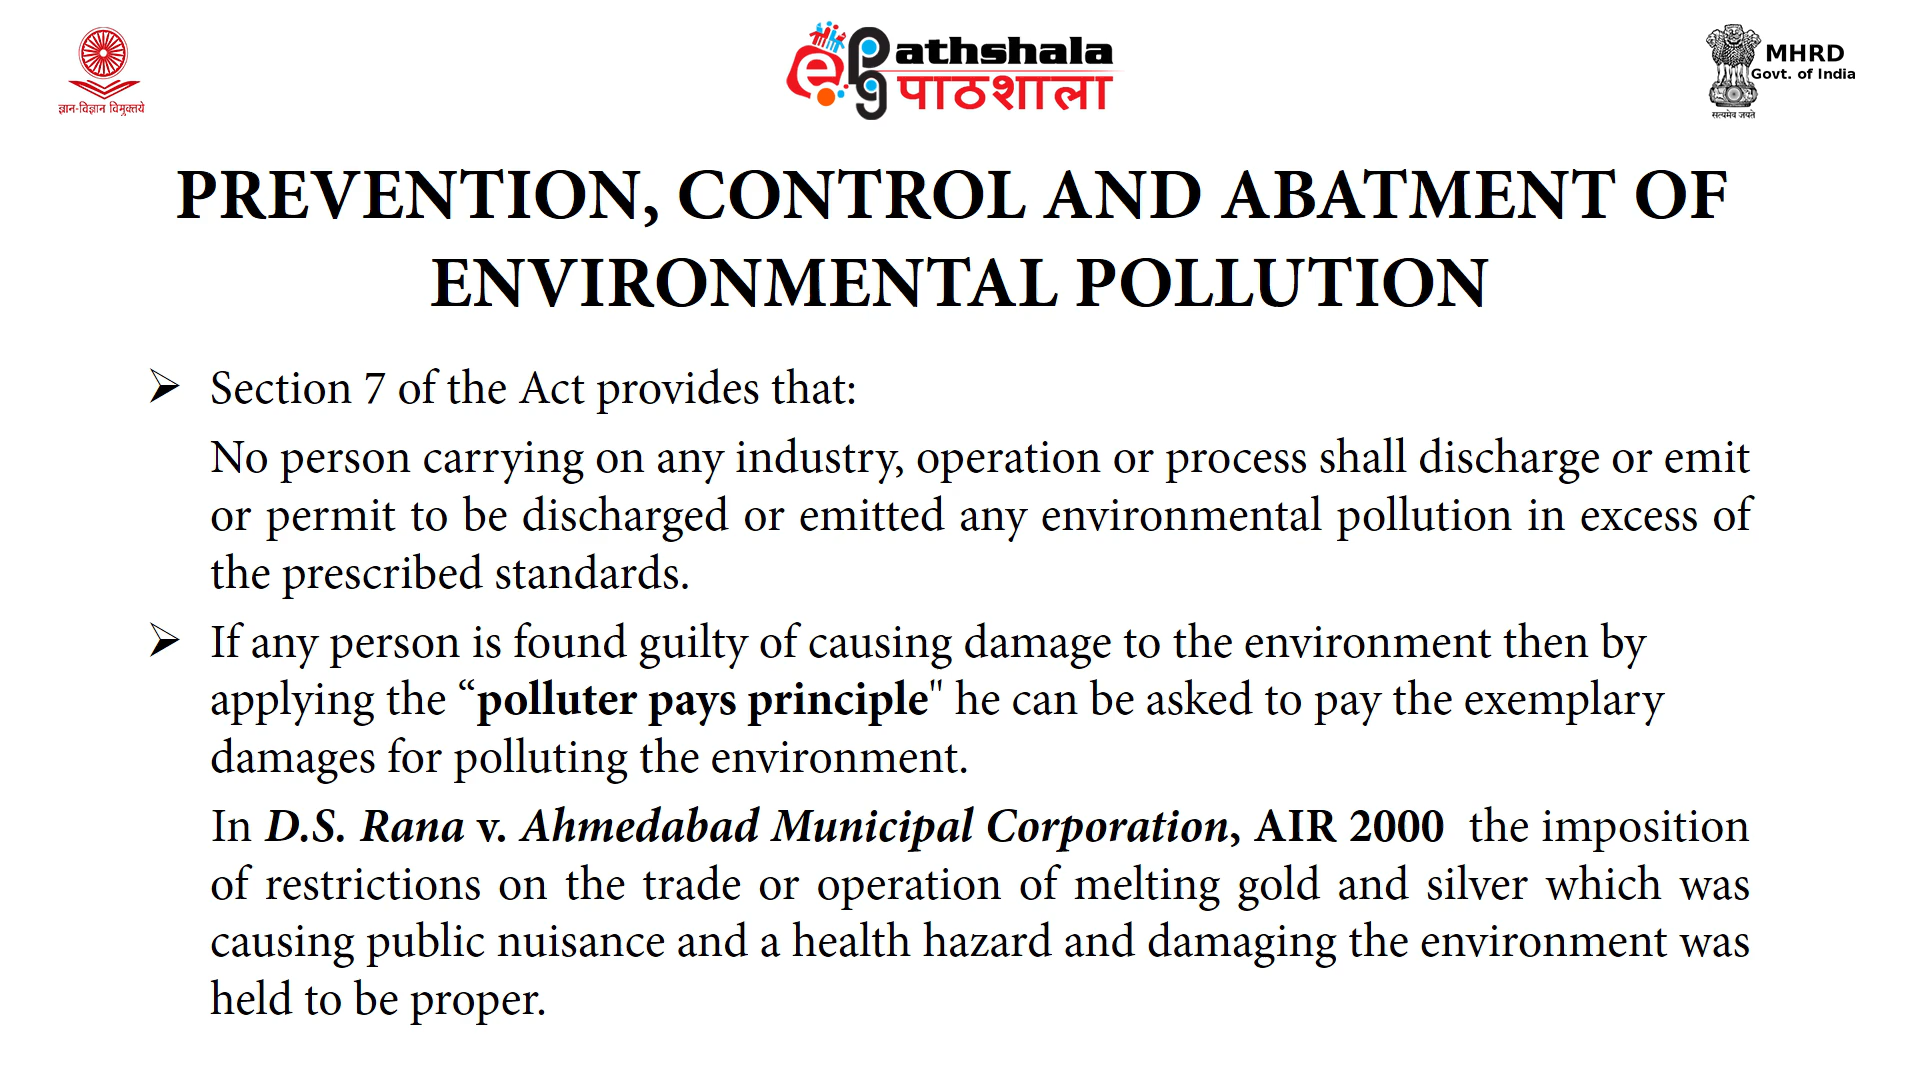 ज्ञान-विज्ञान विमुक्तये
e Pg athshala
पाठशाला
MHRD
Govt. of India
सत्यमेव जयते
PREVENTION, CONTROL AND ABATMENT OF
ENVIRONMENTAL POLLUTION
➢ Section 7 of the Act provides that:
No person carrying on any industry, operation or process shall discharge or emit
or permit to be discharged or emitted any environmental pollution in excess of
the prescribed standards.
➢ If any person is found guilty of causing damage to the environment then by
applying the “polluter pays principle" he can be asked to pay the exemplary
damages for polluting the environment.
In D.S. Rana v. Ahmedabad Municipal Corporation, AIR 2000 the imposition
of restrictions on the trade or operation of melting gold and silver which was
causing public nuisance and a health hazard and damaging the environment was
held to be proper.